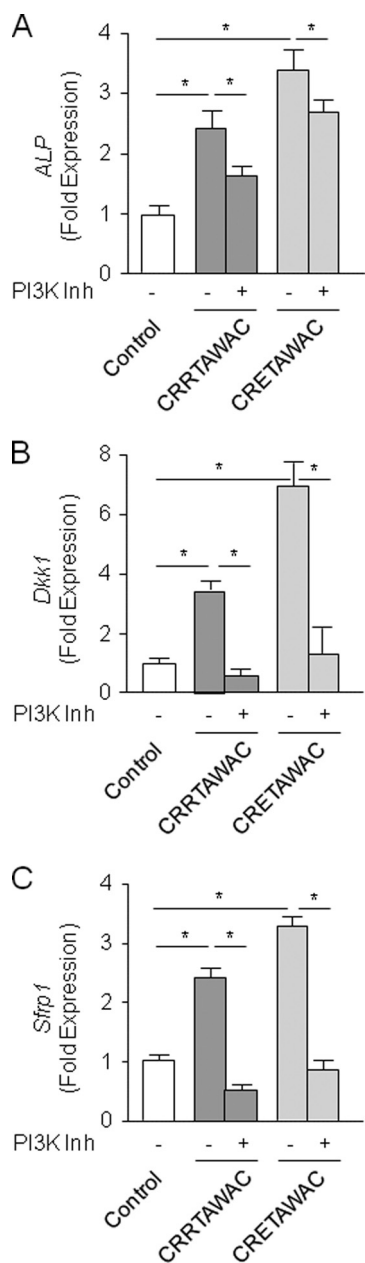 A
ALP
(Fold Expression)
4
3
2
1
0
* * * *
PI3K Inh - - + - +
Control CRRTAWAC CRETAWAC
B
Dkk1
(Fold Expression)
8
6
4
2
0
* * * *
PI3K Inh - - + - +
Control CRRTAWAC CRETAWAC
C
Sfrp1
(Fold Expression)
4
3
2
1
0
* * * *
PI3K Inh - - + - +
Control CRRTAWAC CRETAWAC